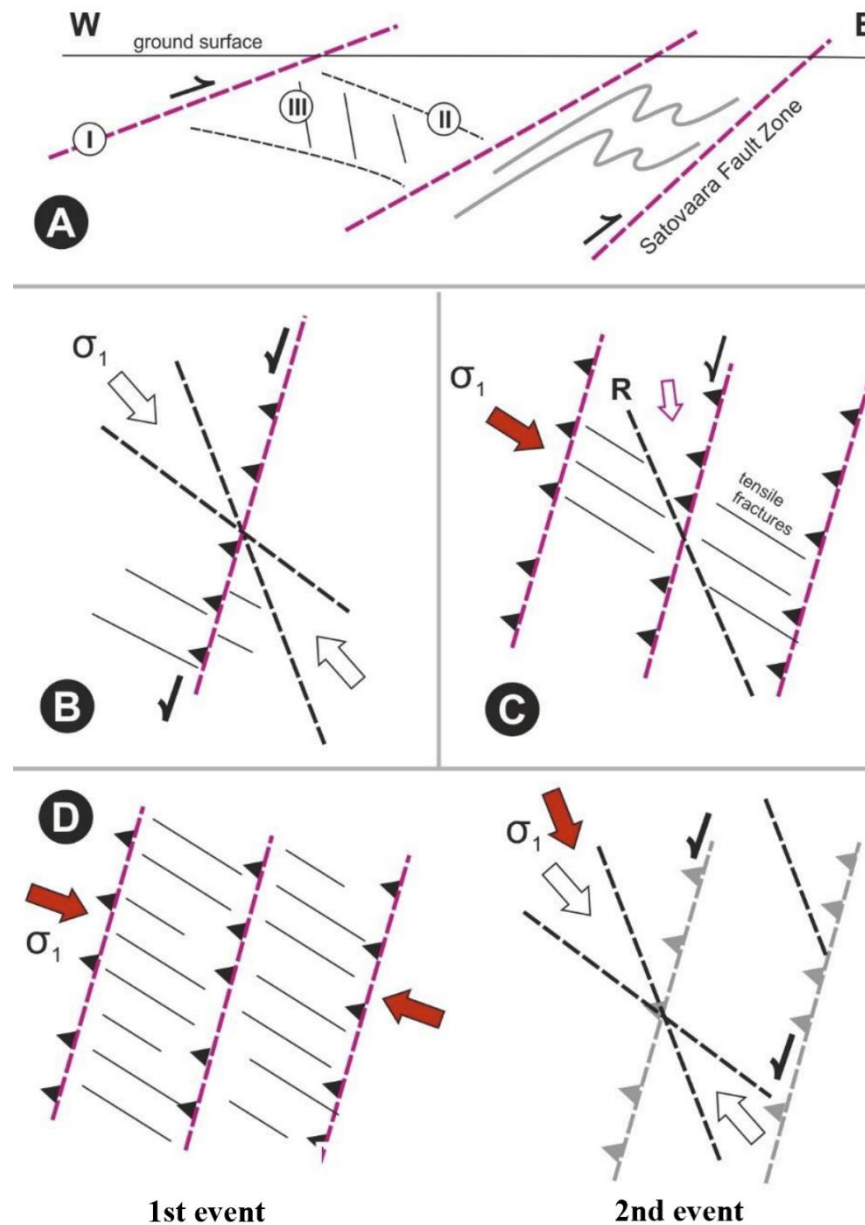 W
E
ground surface
I
III
II
A
Satovaara Fault Zone
σ1
B
σ1
R
tensile
fractures
C
D
σ1
σ1
1st event
2nd event